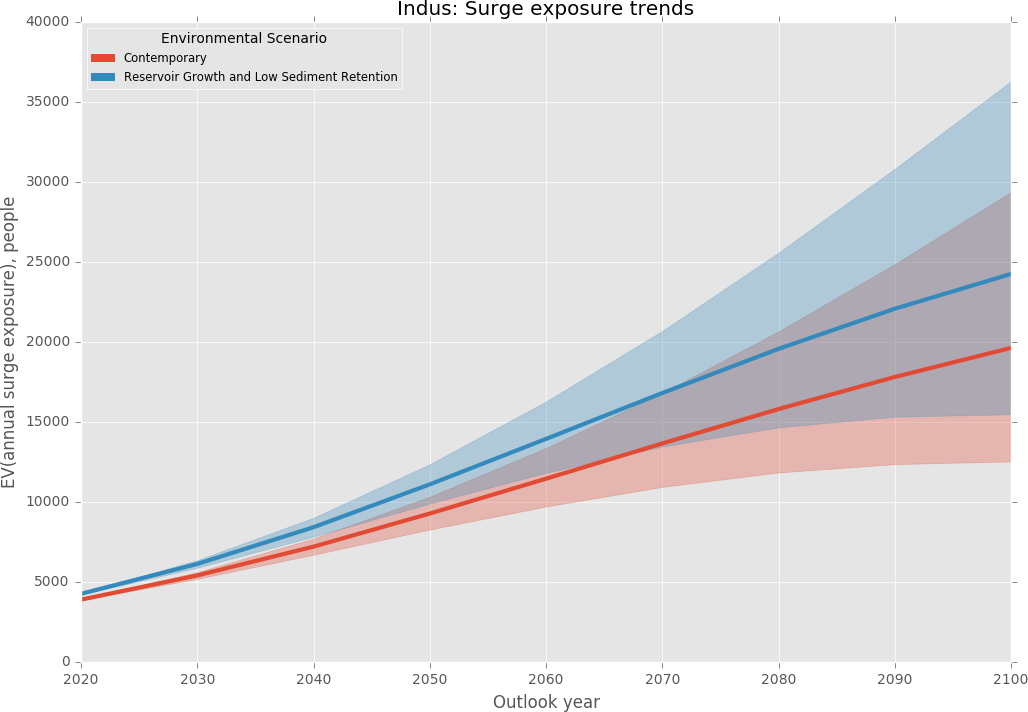 Indus: Surge exposure trends
40000
35000
30000
25000
20000
15000
10000
5000
0
EV(annual surge exposure), people
Environmental Scenario
Contemporary
Reservoir Growth and Low Sediment Retention
2020 2030 2040 2050 2060 2070 2080 2090 2100
Outlook year